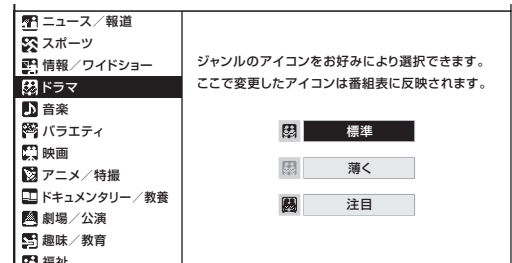 ニュース／報道
スポーツ
情報／ワイドショー
ドラマ
音楽
バラエティ
映画
アニメ／特撮
ドキュメンタリー／教養
劇場／公演
趣味／教育
福祉
ジャンルのアイコンをお好みにより選択できます。
ここで変更したアイコンは番組表に反映されます。
標準
薄く
注目